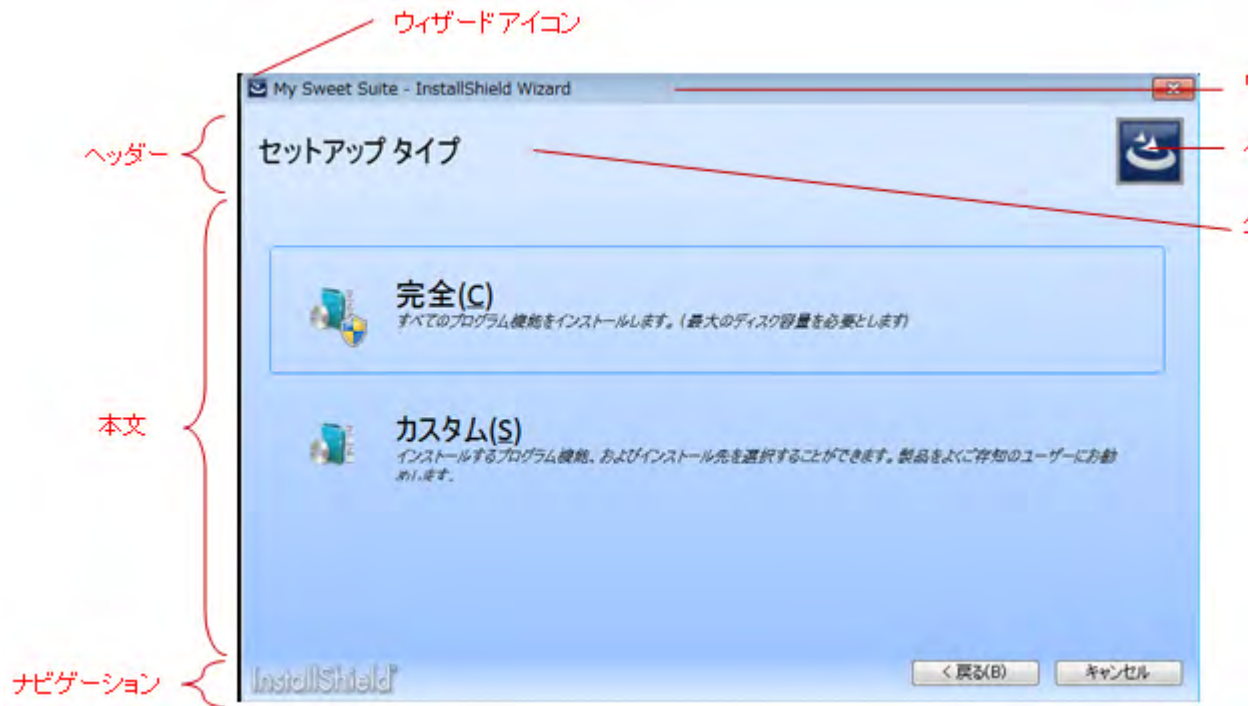 ウィザード アイコン
My Sweet Suite - InstallShield Wizard
ヘッダー
セットアップ タイプ
完全(C)
すべてのプログラム機能をインストールします。(最大のディスク容量を必要とします)
本文
カスタム(S)
インストールするプログラム機能、およびインストール先を選択することができます。製品をよくご存知のユーザーにお勧
めします。
ナビゲーション
InstallShield
< 戻る(B)
キャンセル